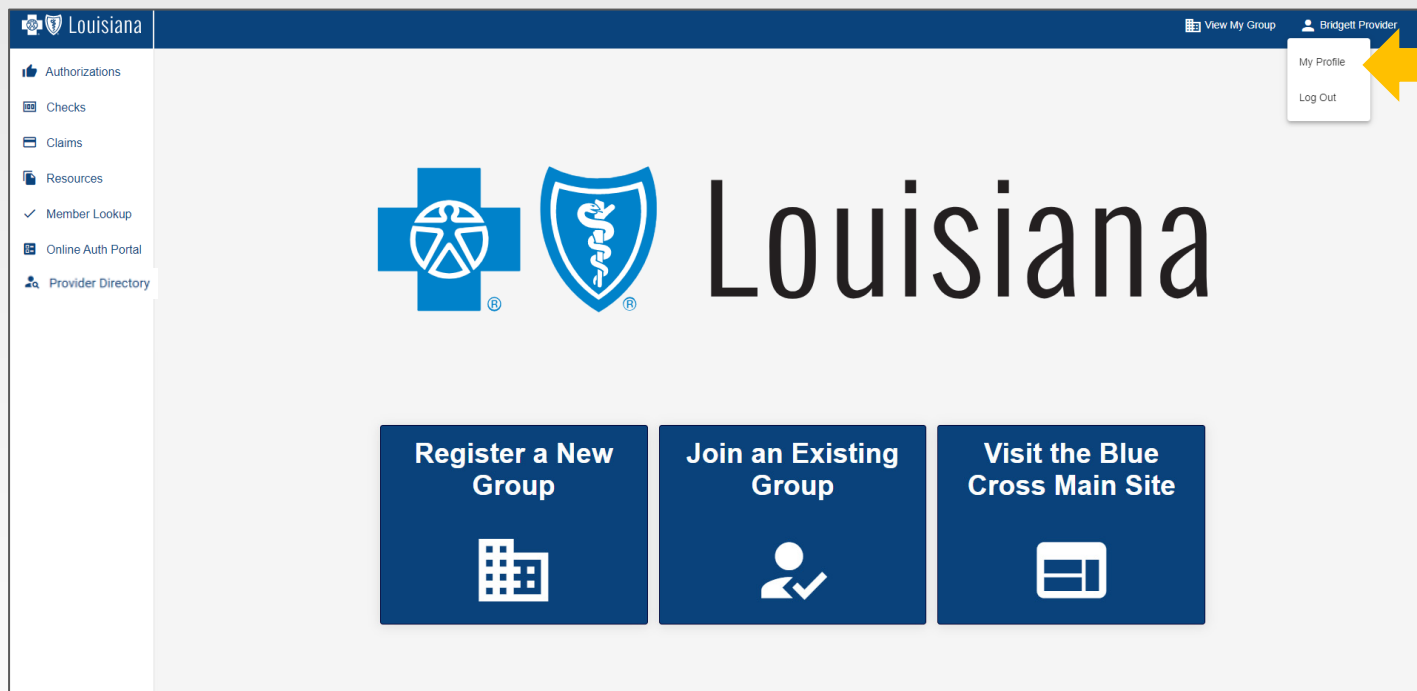 Louisiana
View My Group
Bridgett Provider
My Profile
Log Out
Authorizations
Checks
Claims
Resources
Member Lookup
Online Auth Portal
Provider Directory
Louisiana
® ®
Register a New
Group
Join an Existing
Group
Visit the Blue
Cross Main Site